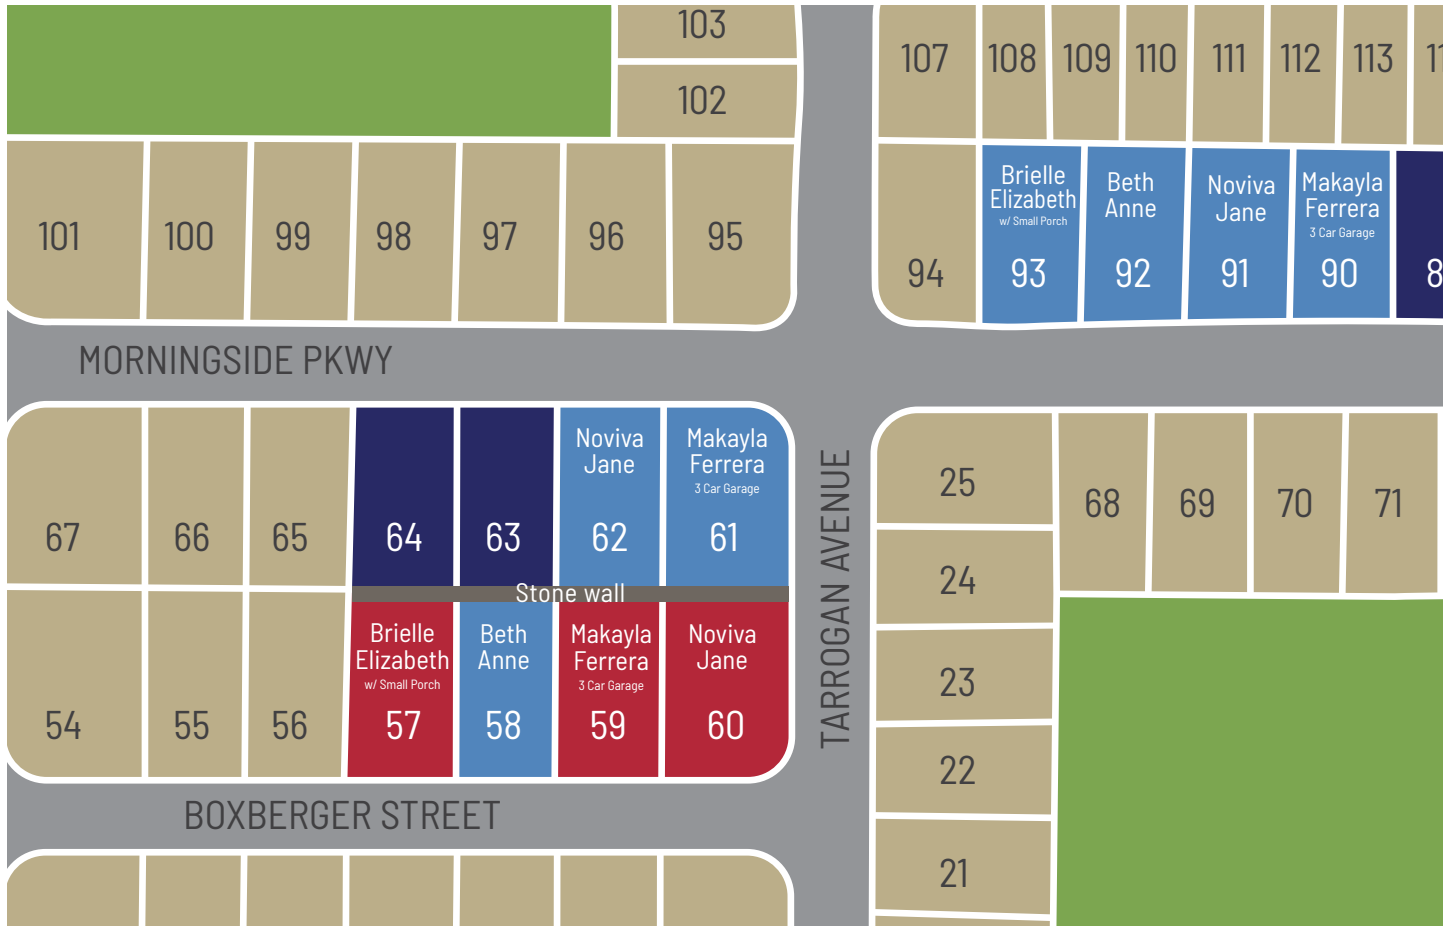 103
102
107
108
109
110
111
112
113
101
100
99
98
97
96
95
94
Brielle
Elizabeth
w/ Small Porch
93
Beth
Anne
92
Noviva
Jane
91
Makayla
Ferrera
3 Car Garage
90
MORNINGSIDE PKWY
67
66
65
64
63
Noviva
Jane
62
Makayla
Ferrera
3 Car Garage
61
Stone wall
54
55
56
Brielle
Elizabeth
w/ Small Porch
57
Beth
Anne
58
Makayla
Ferrera
3 Car Garage
59
Noviva
Jane
60
TARROGAN AVENUE
25
24
23
22
21
68
69
70
71
BOXBERGER STREET